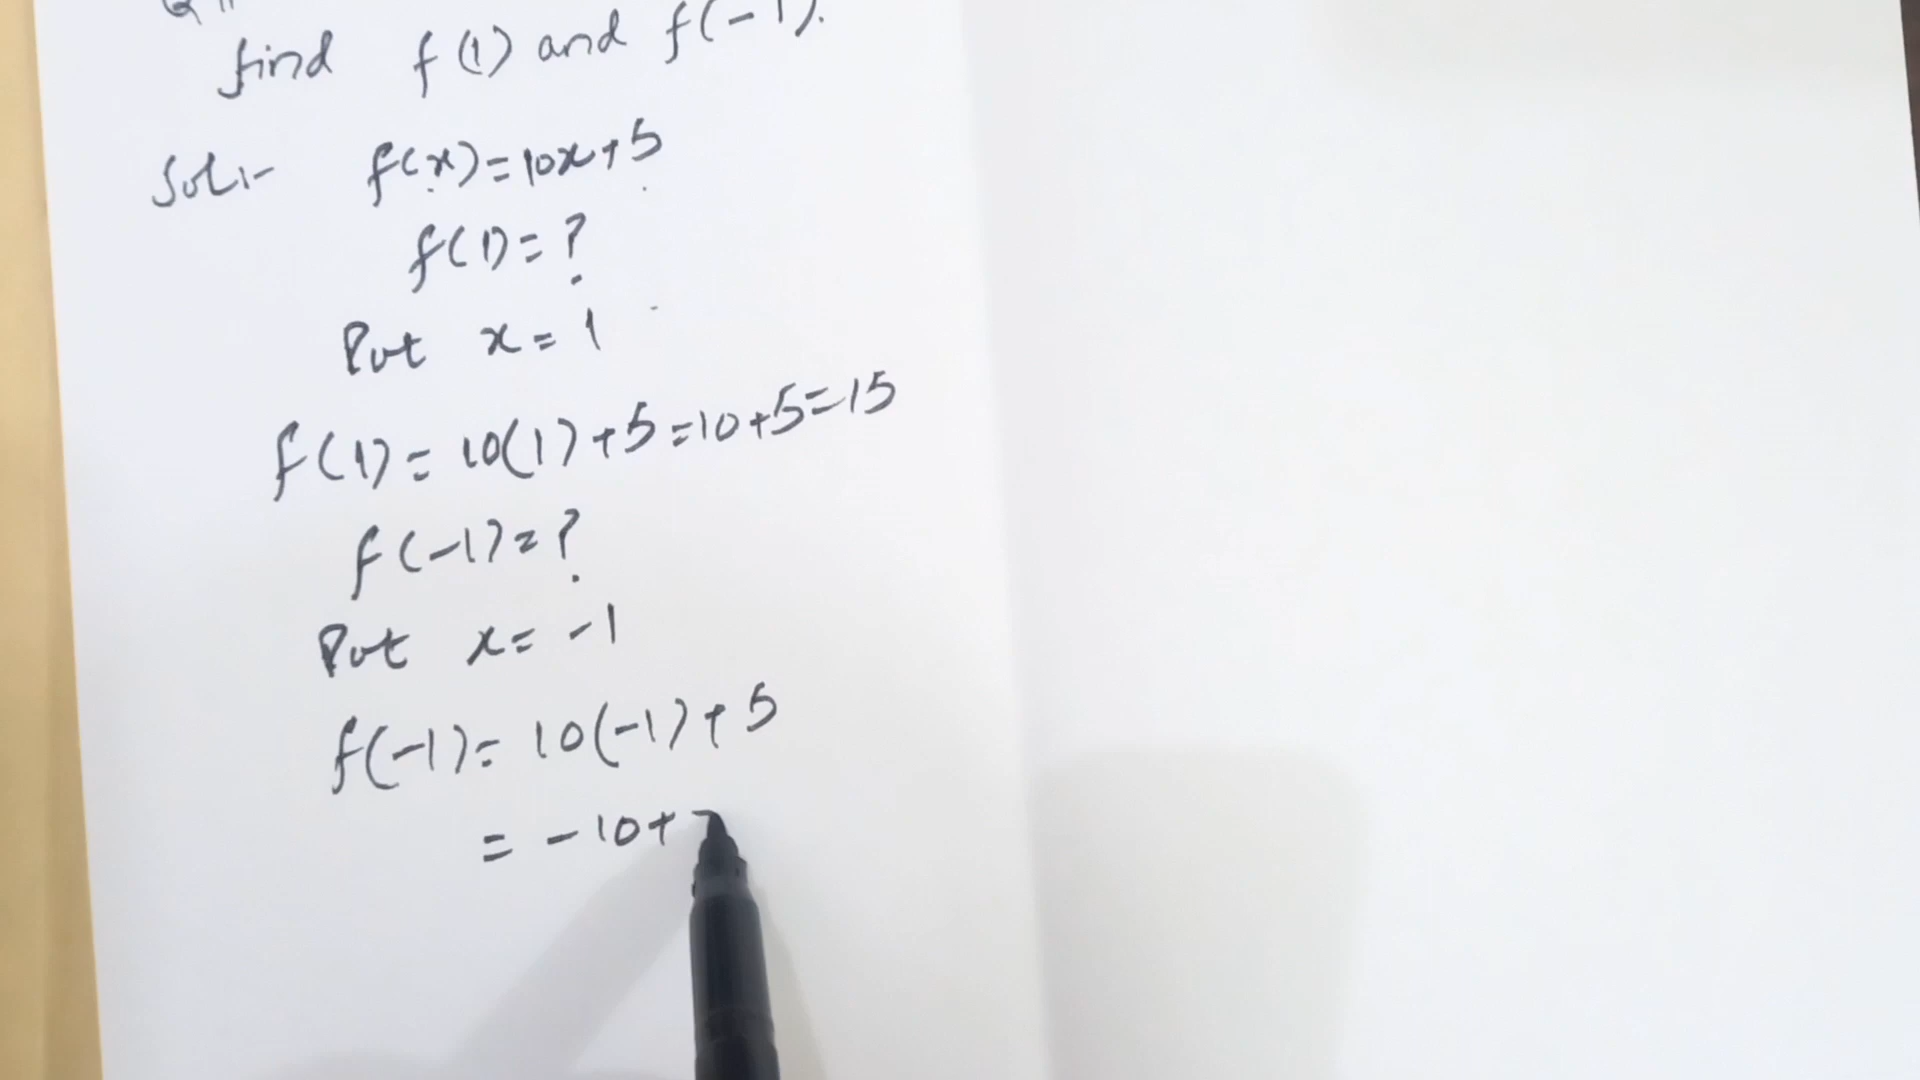 find f(1) and f(-1).
Sol:- f(x)=10x+5
f(1)=?
Put x=1
f(1)=10(1)+5=10+5=15
f(-1)=?
Put x=-1
f(-1)=10(-1)+5
=-10+